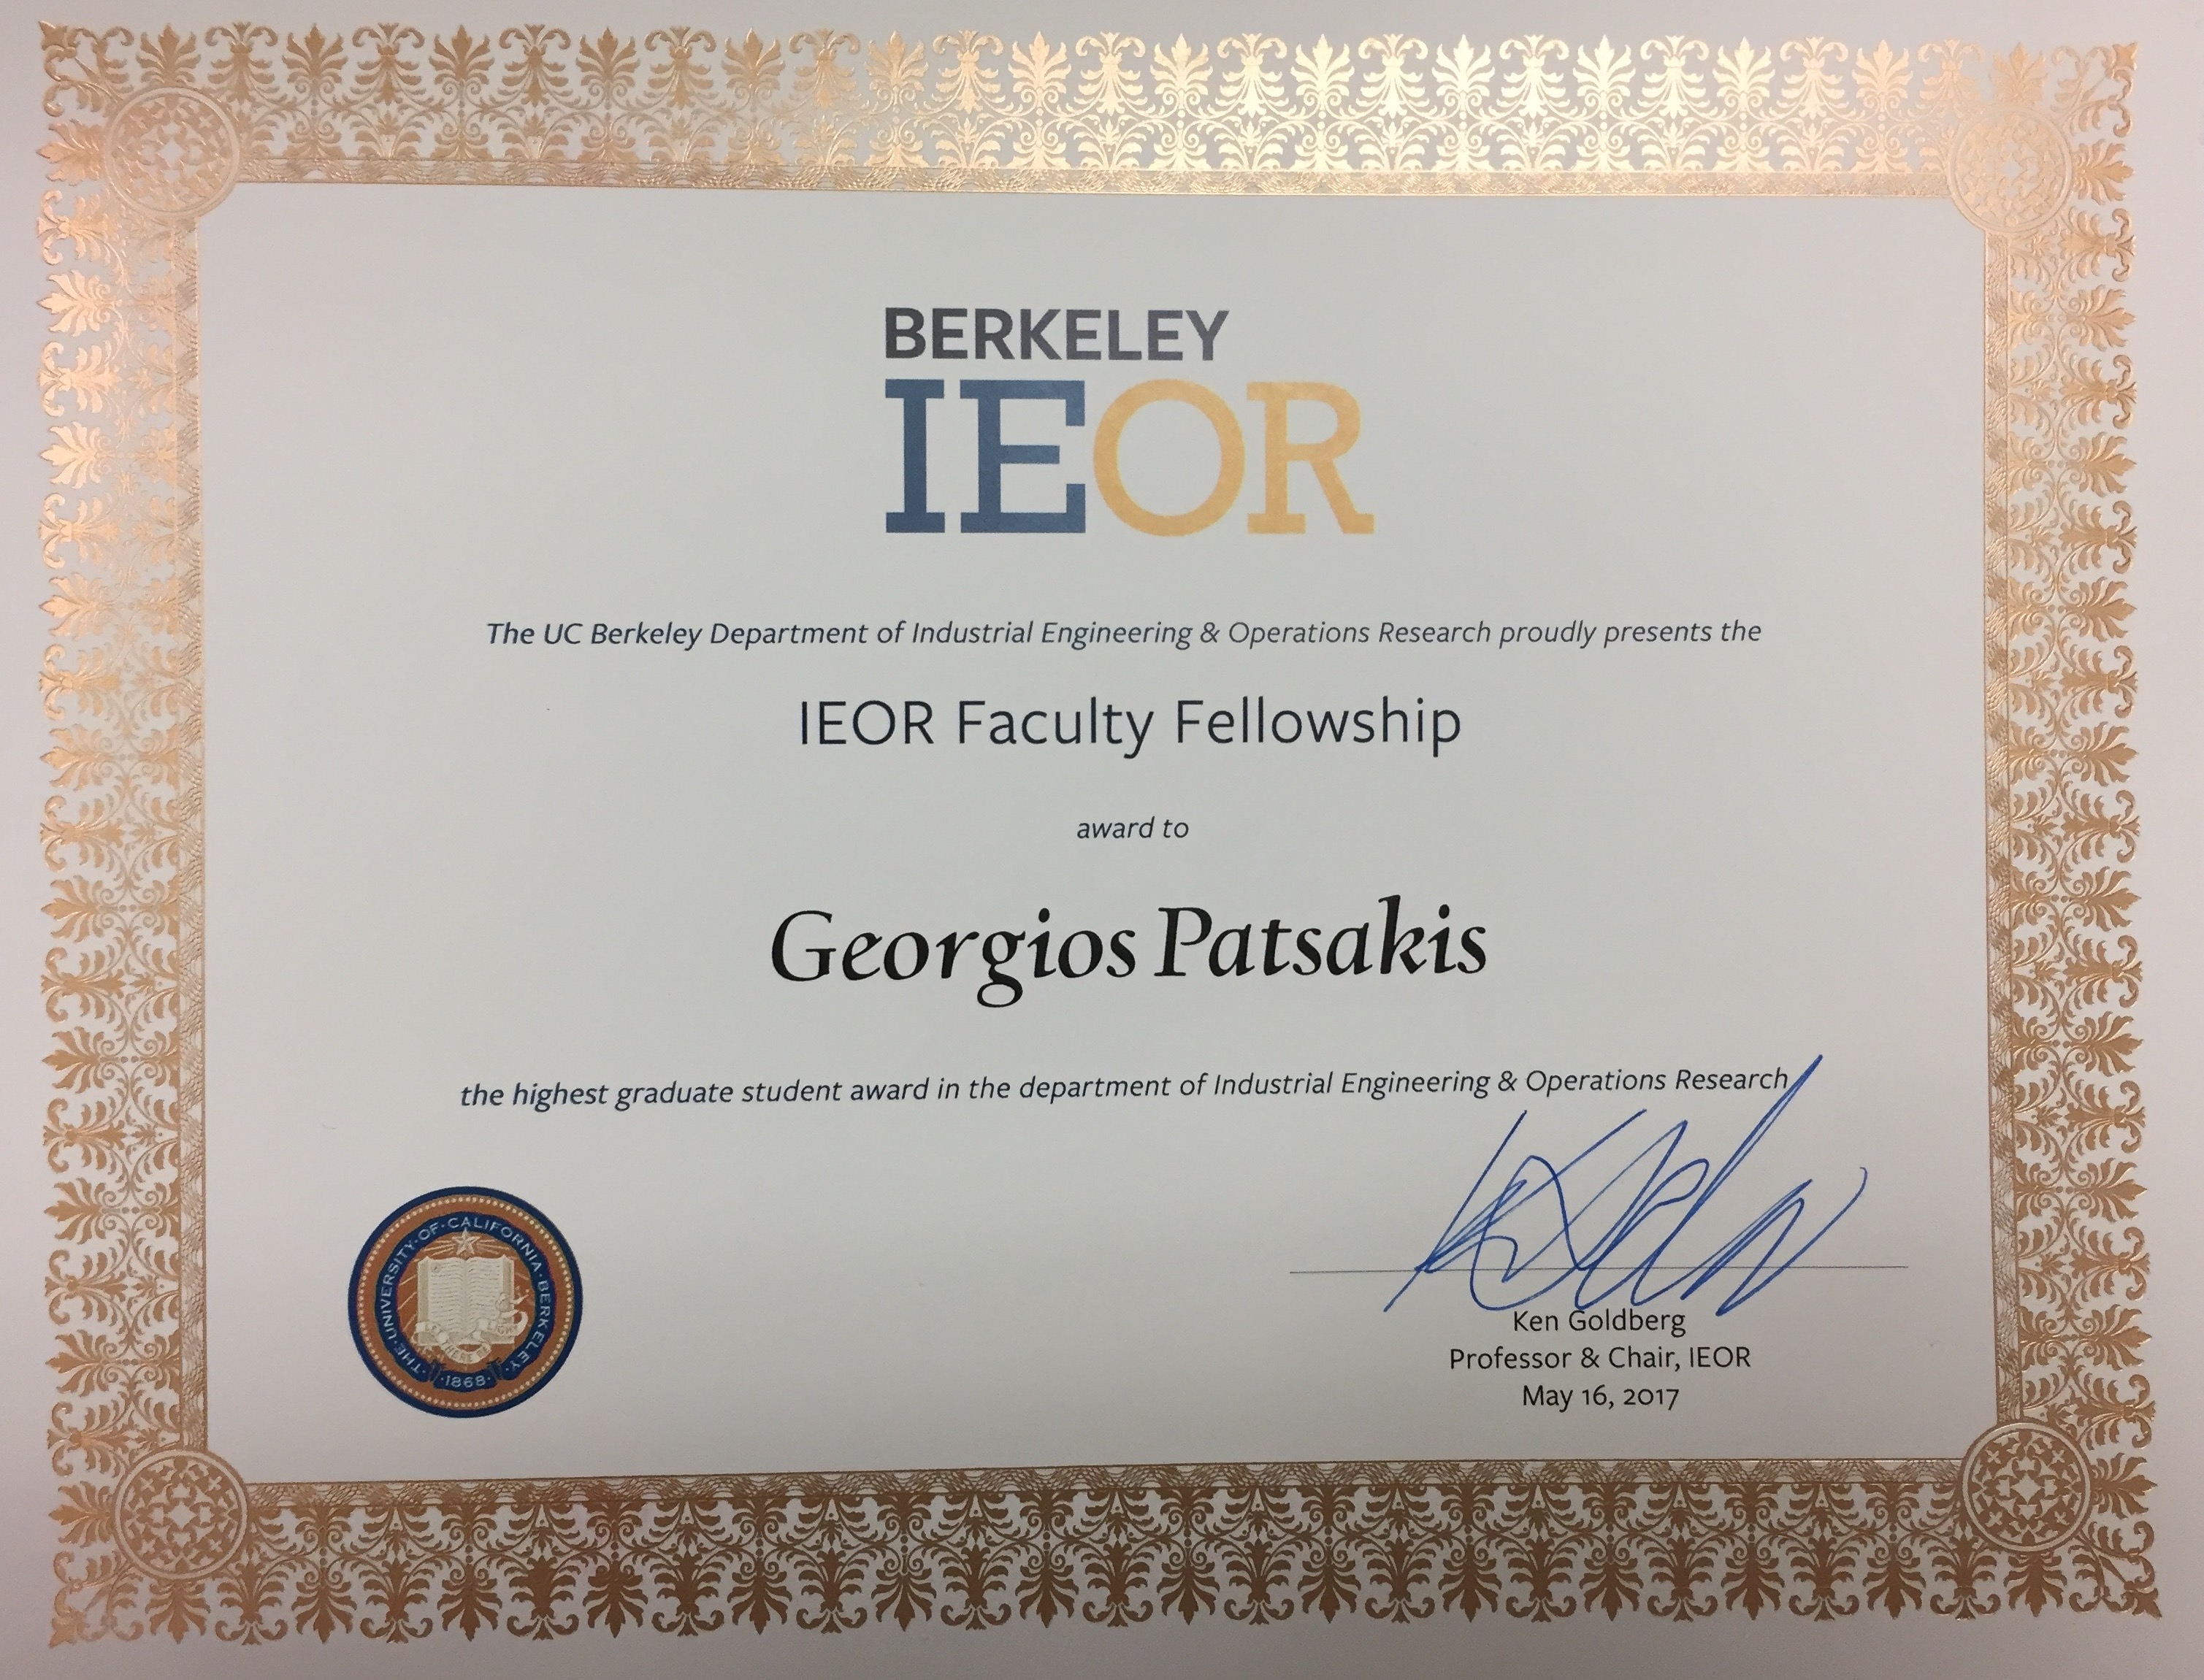 BERKELEY
IEOR
The UC Berkeley Department of Industrial Engineering & Operations Research proudly presents the
IEOR Faculty Fellowship
award to
Georgios Patsakis
the highest graduate student award in the department of Industrial Engineering & Operations Research
THE·UNIVERSITY·OF·CALIFORNIA·BERKELEY
·1868·
Ken Goldberg
Professor & Chair, IEOR
May 16, 2017